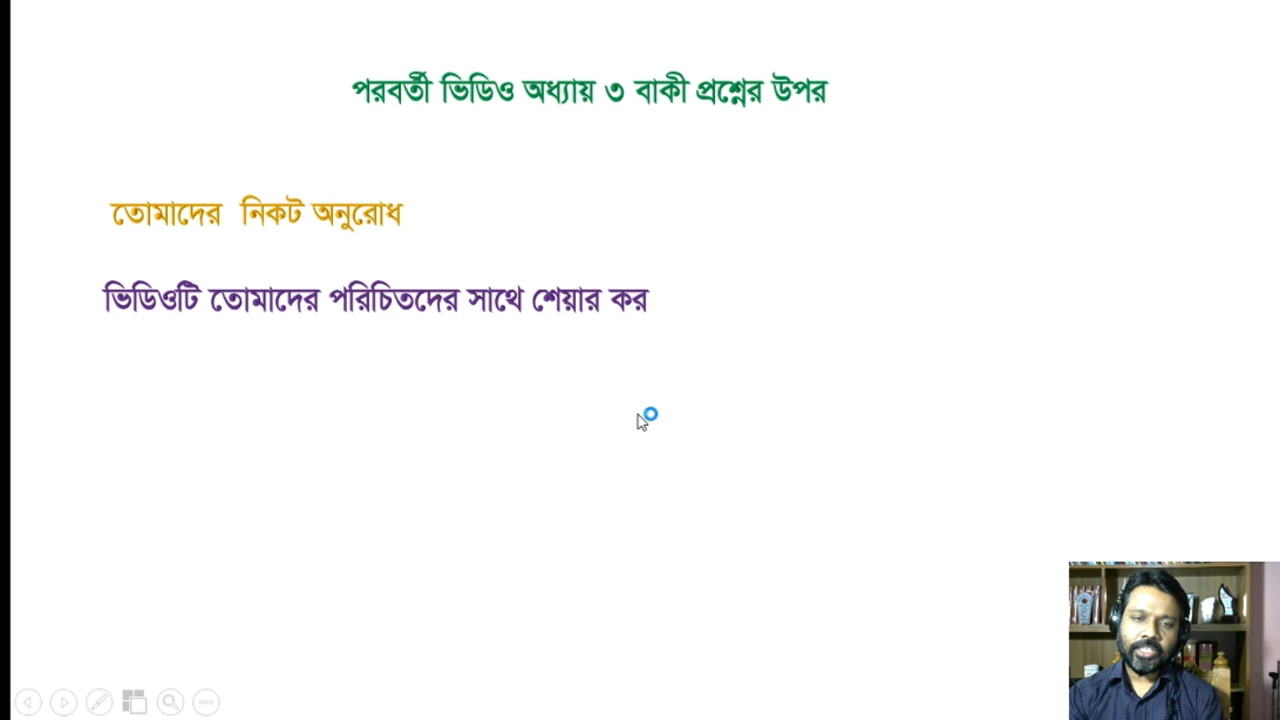 পরবর্তী ভিডিও অধ্যায় ৩ বাকী প্রশ্নের উপর
তোমাদের নিকট অনুরোধ
ভিডিওটি তোমাদের পরিচিতদের সাথে শেয়ার কর